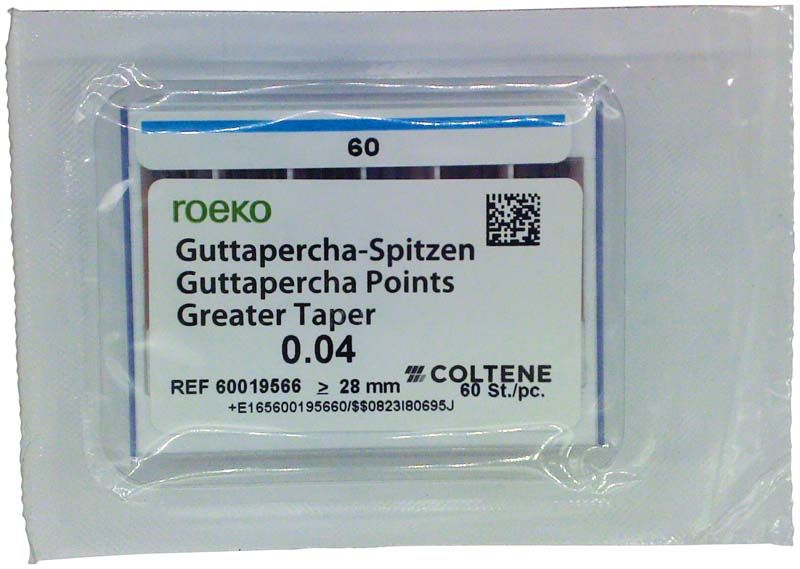 60
roeko
Guttapercha-Spitzen
Guttapercha Points
Greater Taper
0.04
COLTENE
REF 60019566 ≥ 28 mm 60 St./pc.
+E165600195660/$$0823I80695J